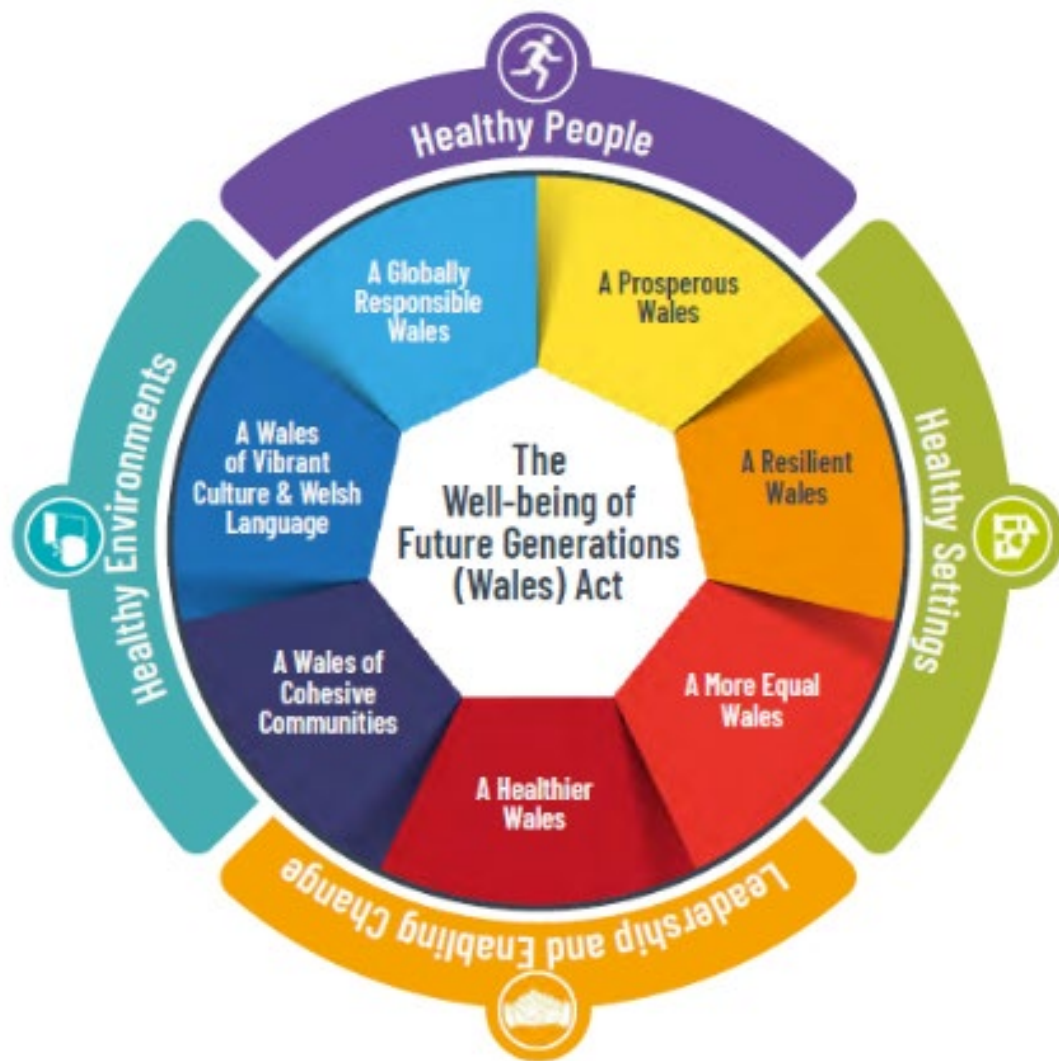 Healthy People
A Globally
Responsible
Wales
A Prosperous
Wales
Healthy Environments
A Wales
of Vibrant
Culture & Welsh
Language
The
Well-being of
Future Generations
(Wales) Act
A Resilient
Wales
Healthy Settings
A Wales of
Cohesive
Communities
A More Equal
Wales
A Healthier
Wales
Leadership and Enabling Change